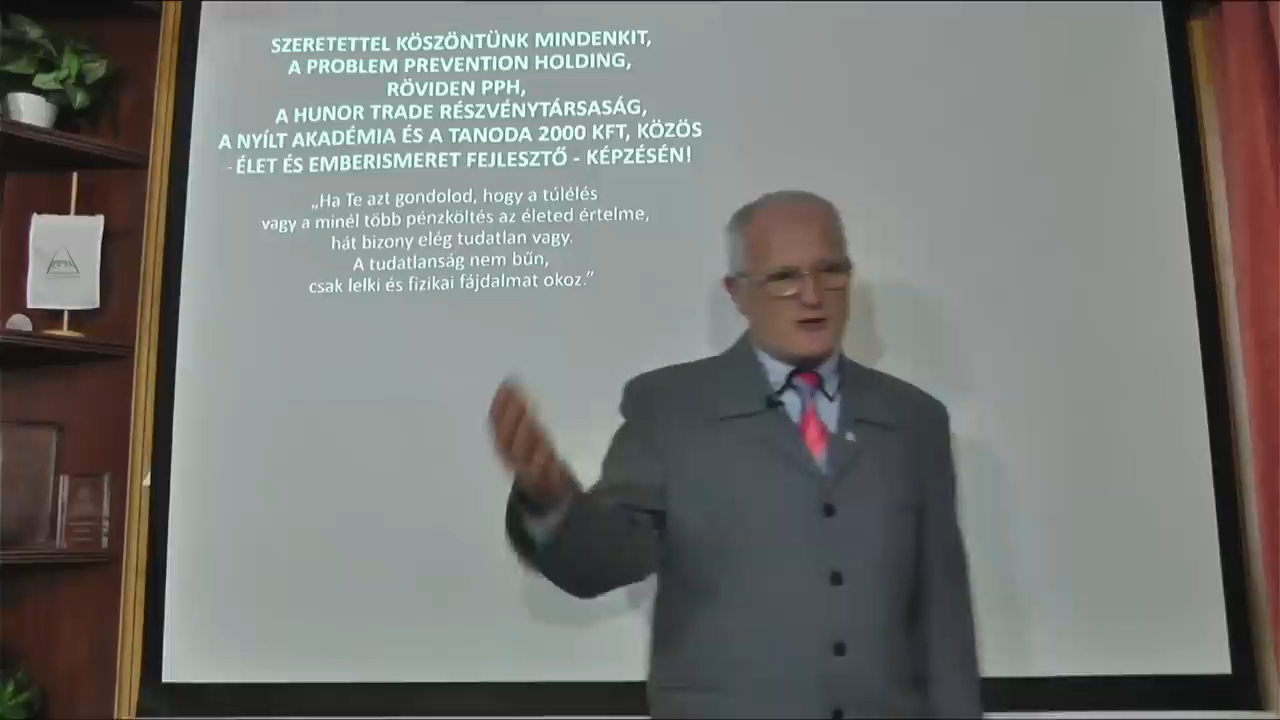 SZERETETTEL KÖSZÖNTÜNK MINDENKIT,
A PROBLEM PREVENTION HOLDING,
RÖVIDEN PPH,
A HUNOR TRADE RÉSZVÉNYTÁRSASÁG,
A NYÍLT AKADÉMIA ÉS A TANODA 2000 KFT, KÖZÖS
- ÉLET ÉS EMBERISMERET FEJLESZTŐ - KÉPZÉSÉN!
„Ha Te azt gondolod, hogy a túlélés
vagy a minél több pénzköltés az életed értelme,
hát bizony elég tudatlan vagy.
A tudatlanság nem bűn,
csak lelki és fizikai fájdalmat okoz.”